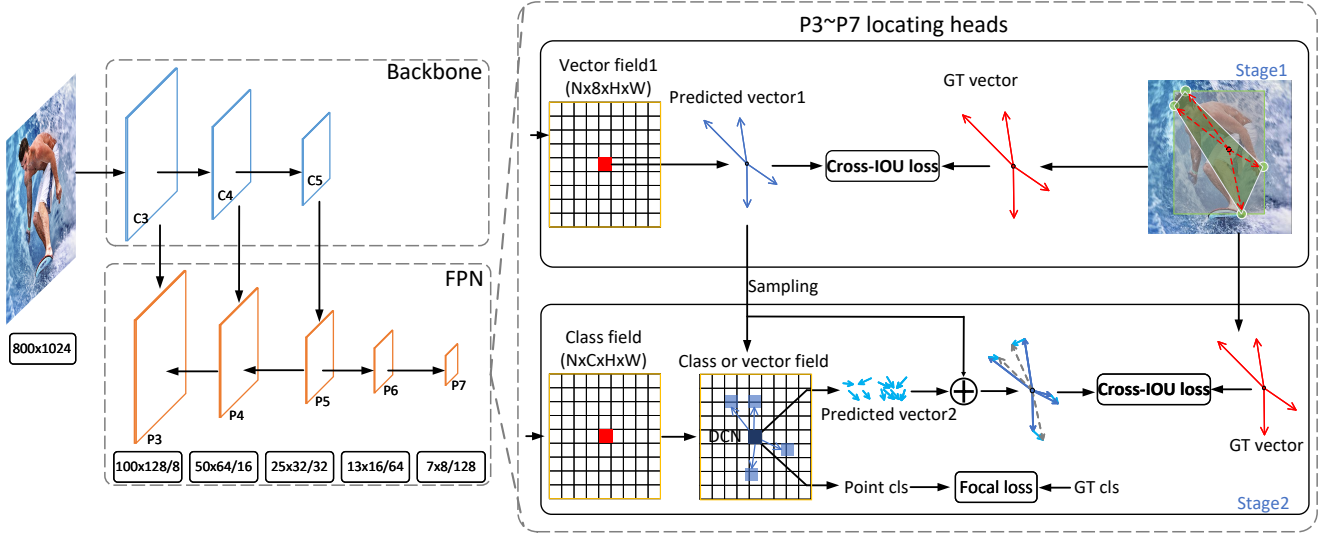 P3~P7 locating heads
Backbone
C3
C4
C5
FPN
P3
P4
P5
P6
P7
800x1024
100x128/8
50x64/16
25x32/32
13x16/64
7x8/128
Stage1
Vector field1
(Nx8xHxW)
Predicted vector1
Cross-IOU loss
GT vector
Sampling
Class field
(NxCxHxW)
Class or vector field
DCN
Predicted vector2
Cross-IOU loss
GT vector
Point cls
Focal loss
GT cls
Stage2